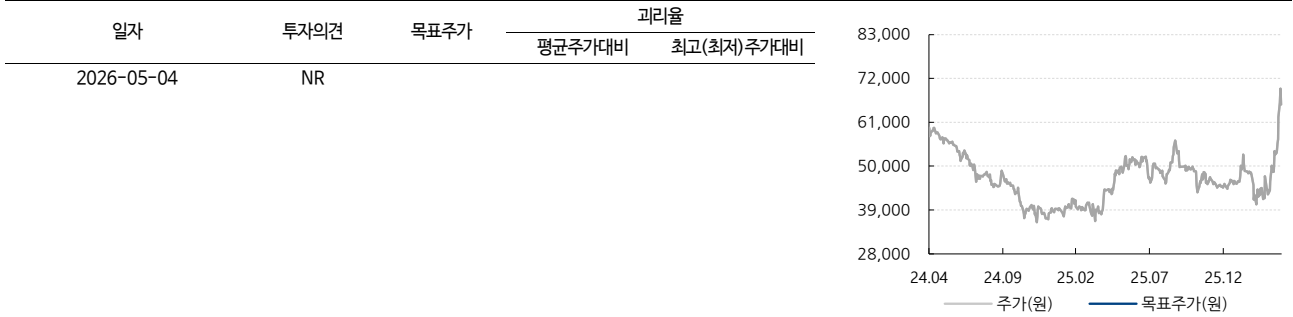 일자 투자의견 목표주가 괴리율
평균주가대비 최고(최저)주가대비
2026-05-04 NR
83,000
72,000
61,000
50,000
39,000
28,000
24.04 24.09 25.02 25.07 25.12
주가(원) 목표주가(원)